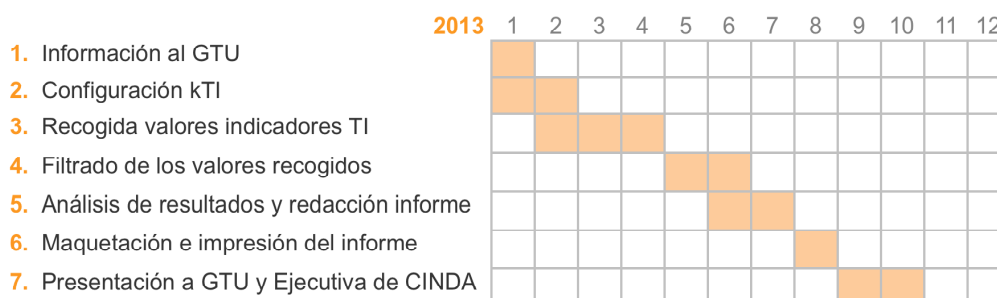 2013 1 2 3 4 5 6 7 8 9 10 11 12
1. Información al GTU
2. Configuración kTI
3. Recogida valores indicadores TI
4. Filtrado de los valores recogidos
5. Análisis de resultados y redacción informe
6. Maquetación e impresión del informe
7. Presentación a GTU y Ejecutiva de CINDA